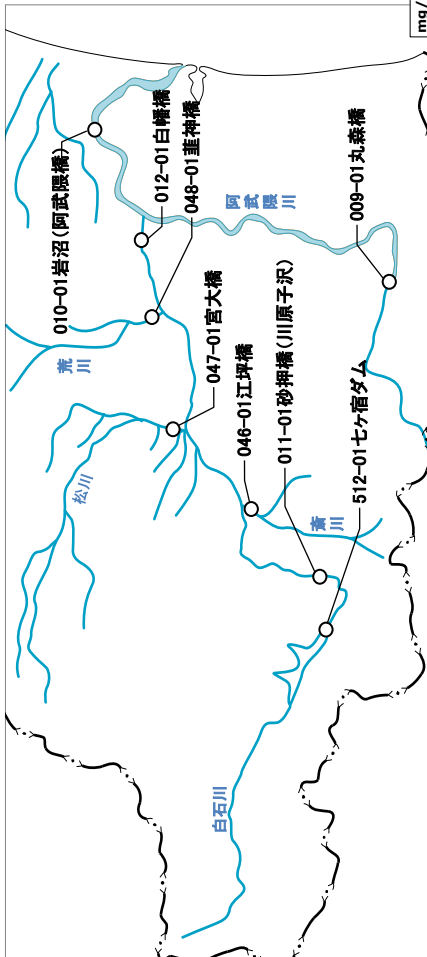 010-01岩沼(阿武隈橋)
012-01白幡橋
048-01韮神橋
阿武隈川
009-01丸森橋
荒川
047-01宮大橋
046-01江坪橋
011-01砂押橋(川原子沢)
512-01七ヶ宿ダム
松川
斎川
白石川
mg/